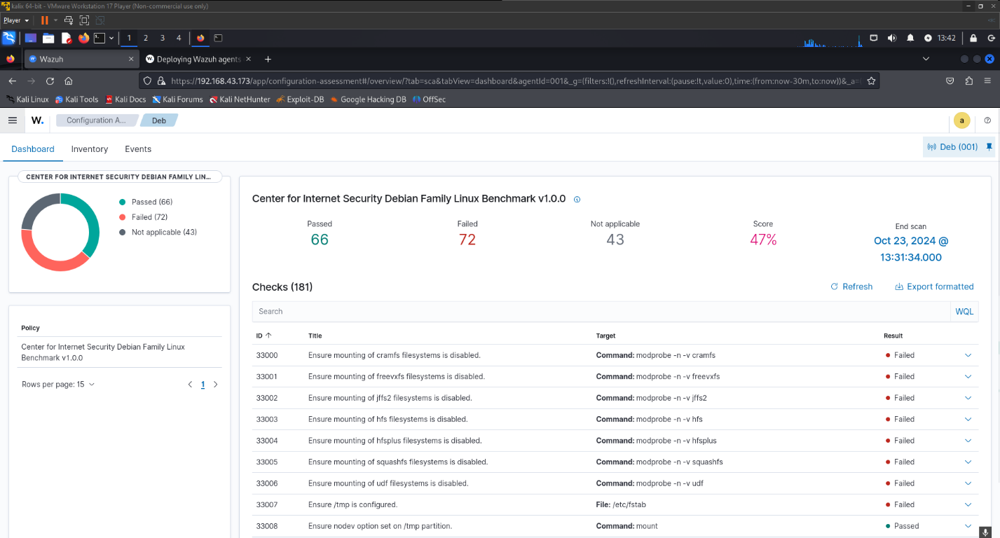 kalix 64-bit - VMware Workstation 17 Player (Non-commercial use only)
Player
1 2 3 4
13:42
Wazuh
Deploying Wazuh agents
https://192.168.43.173/app/configuration-assessment#/overview/?tab=sca&tabView=dashboard&agentId=001&_g=(filters:!(),refreshInterval:(pause:!t,value:0),time:(from:now-30m,to:now))&_a=(
Kali Linux Kali Tools Kali Docs Kali Forums Kali NetHunter Exploit-DB Google Hacking DB OffSec
W. Configuration A... Deb a
Dashboard Inventory Events Deb (001)
CENTER FOR INTERNET SECURITY DEBIAN FAMILY LIN...
Passed (66)
Failed (72)
Not applicable (43)
Policy
Center for Internet Security Debian Family Linux
Benchmark v1.0.0
Rows per page: 15 1
Center for Internet Security Debian Family Linux Benchmark v1.0.0
Passed Failed Not applicable Score End scan
66 72 43 47% Oct 23, 2024 @
13:31:34.000
Checks (181) Refresh Export formatted
Search WQL
ID Title Target Result
33000 Ensure mounting of cramfs filesystems is disabled. Command: modprobe -n -v cramfs Failed
33001 Ensure mounting of freevxfs filesystems is disabled. Command: modprobe -n -v freevxfs Failed
33002 Ensure mounting of jffs2 filesystems is disabled. Command: modprobe -n -v jffs2 Failed
33003 Ensure mounting of hfs filesystems is disabled. Command: modprobe -n -v hfs Failed
33004 Ensure mounting of hfsplus filesystems is disabled. Command: modprobe -n -v hfsplus Failed
33005 Ensure mounting of squashfs filesystems is disabled. Command: modprobe -n -v squashfs Failed
33006 Ensure mounting of udf filesystems is disabled. Command: modprobe -n -v udf Failed
33007 Ensure /tmp is configured. File: /etc/fstab Failed
33008 Ensure nodev option set on /tmp partition. Command: mount Passed